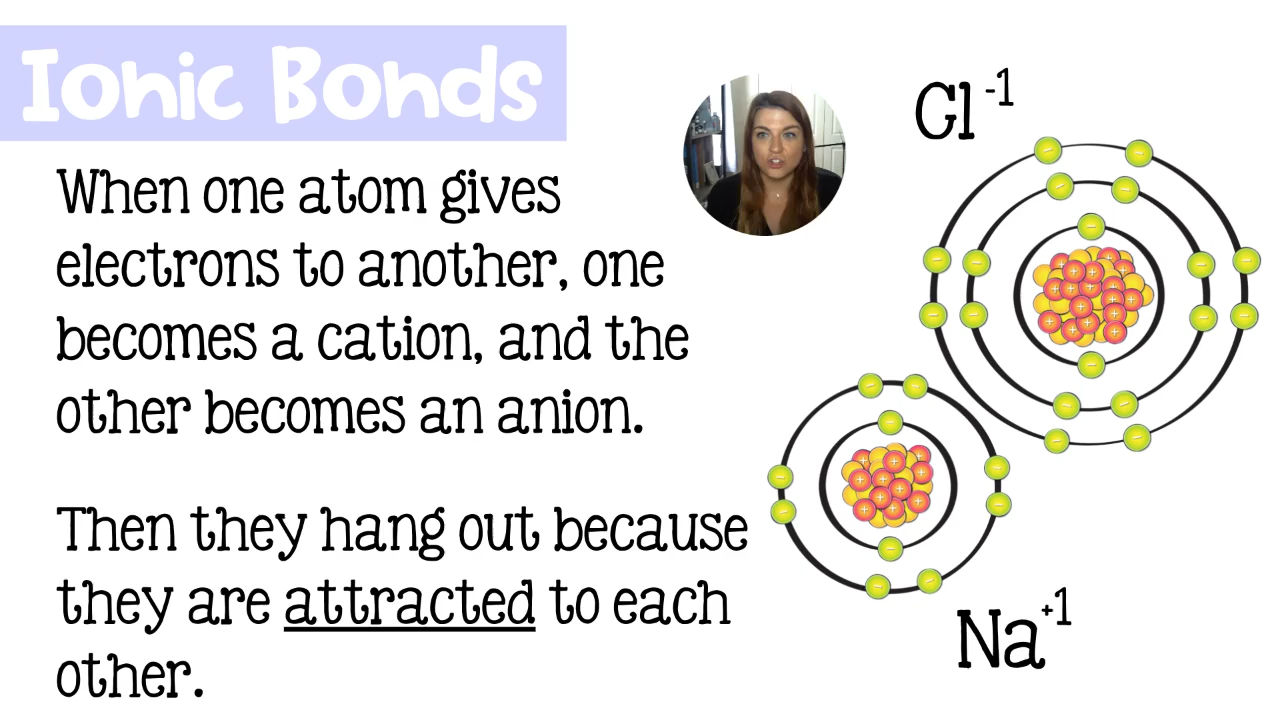 Ionic Bonds
When one atom gives
electrons to another, one
becomes a cation, and the
other becomes an anion.
Then they hang out because
they are attracted to each
other.
Cl -1
Na +1